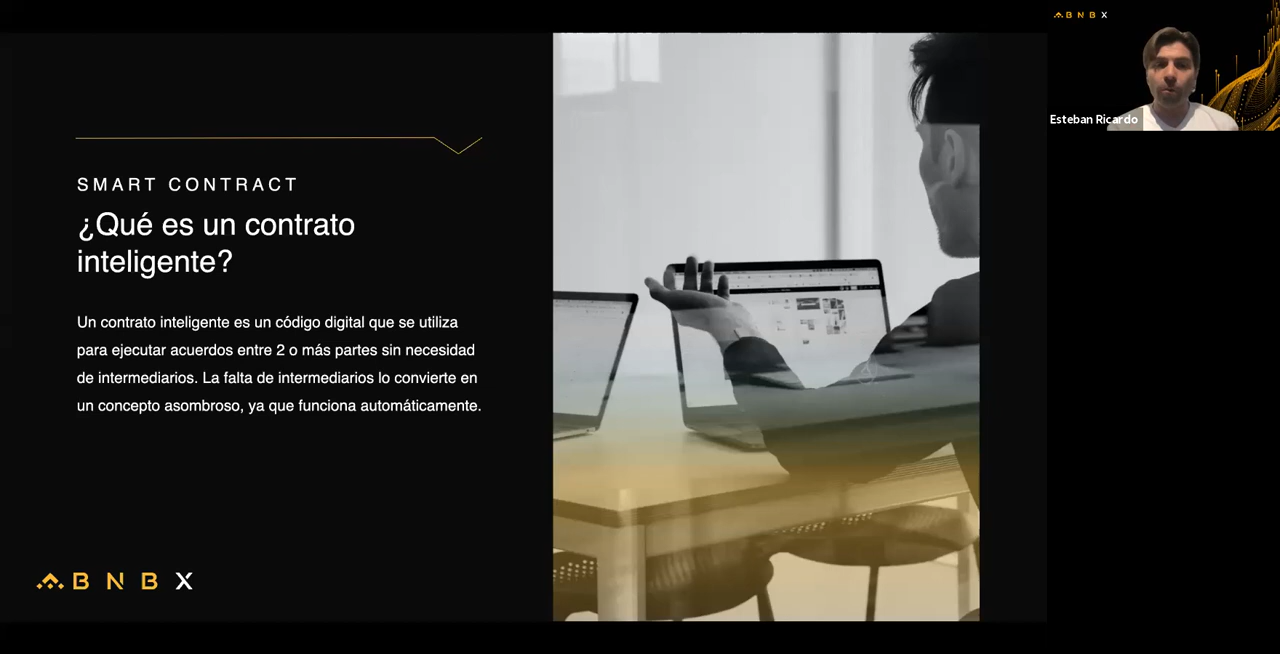 SMART CONTRACT
¿Qué es un contrato
inteligente?
Un contrato inteligente es un código digital que se utiliza
para ejecutar acuerdos entre 2 o más partes sin necesidad
de intermediarios. La falta de intermediarios lo convierte en
un concepto asombroso, ya que funciona automáticamente.
BNBX
BNBX
Esteban Ricardo